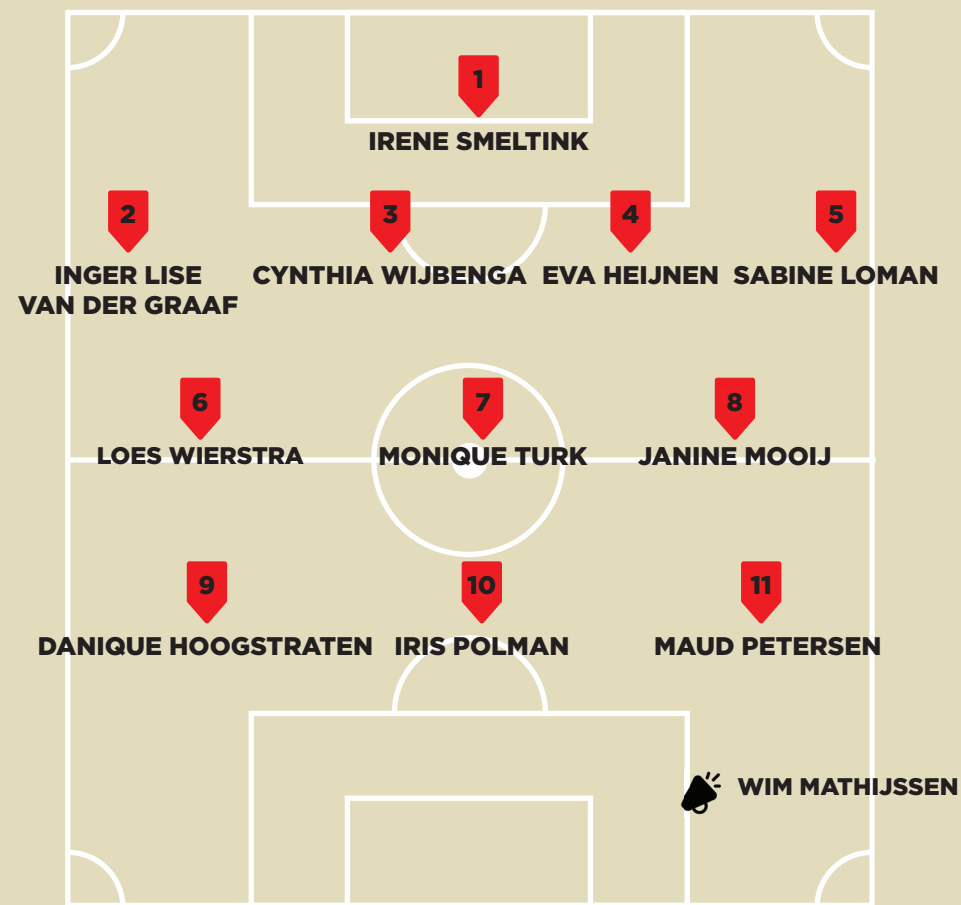 1
IRENE SMELTINK
2
3
4
5
INGER LISE
VAN DER GRAAF
CYNTHIA WIJBENGA
EVA HEIJNEN
SABINE LOMAN
6
7
8
LOES WIERSTRA
MONIQUE TURK
JANINE MOOIJ
9
10
11
DANIQUE HOOGSTRATEN
IRIS POLMAN
MAUD PETERSEN
WIM MATHIJSSEN